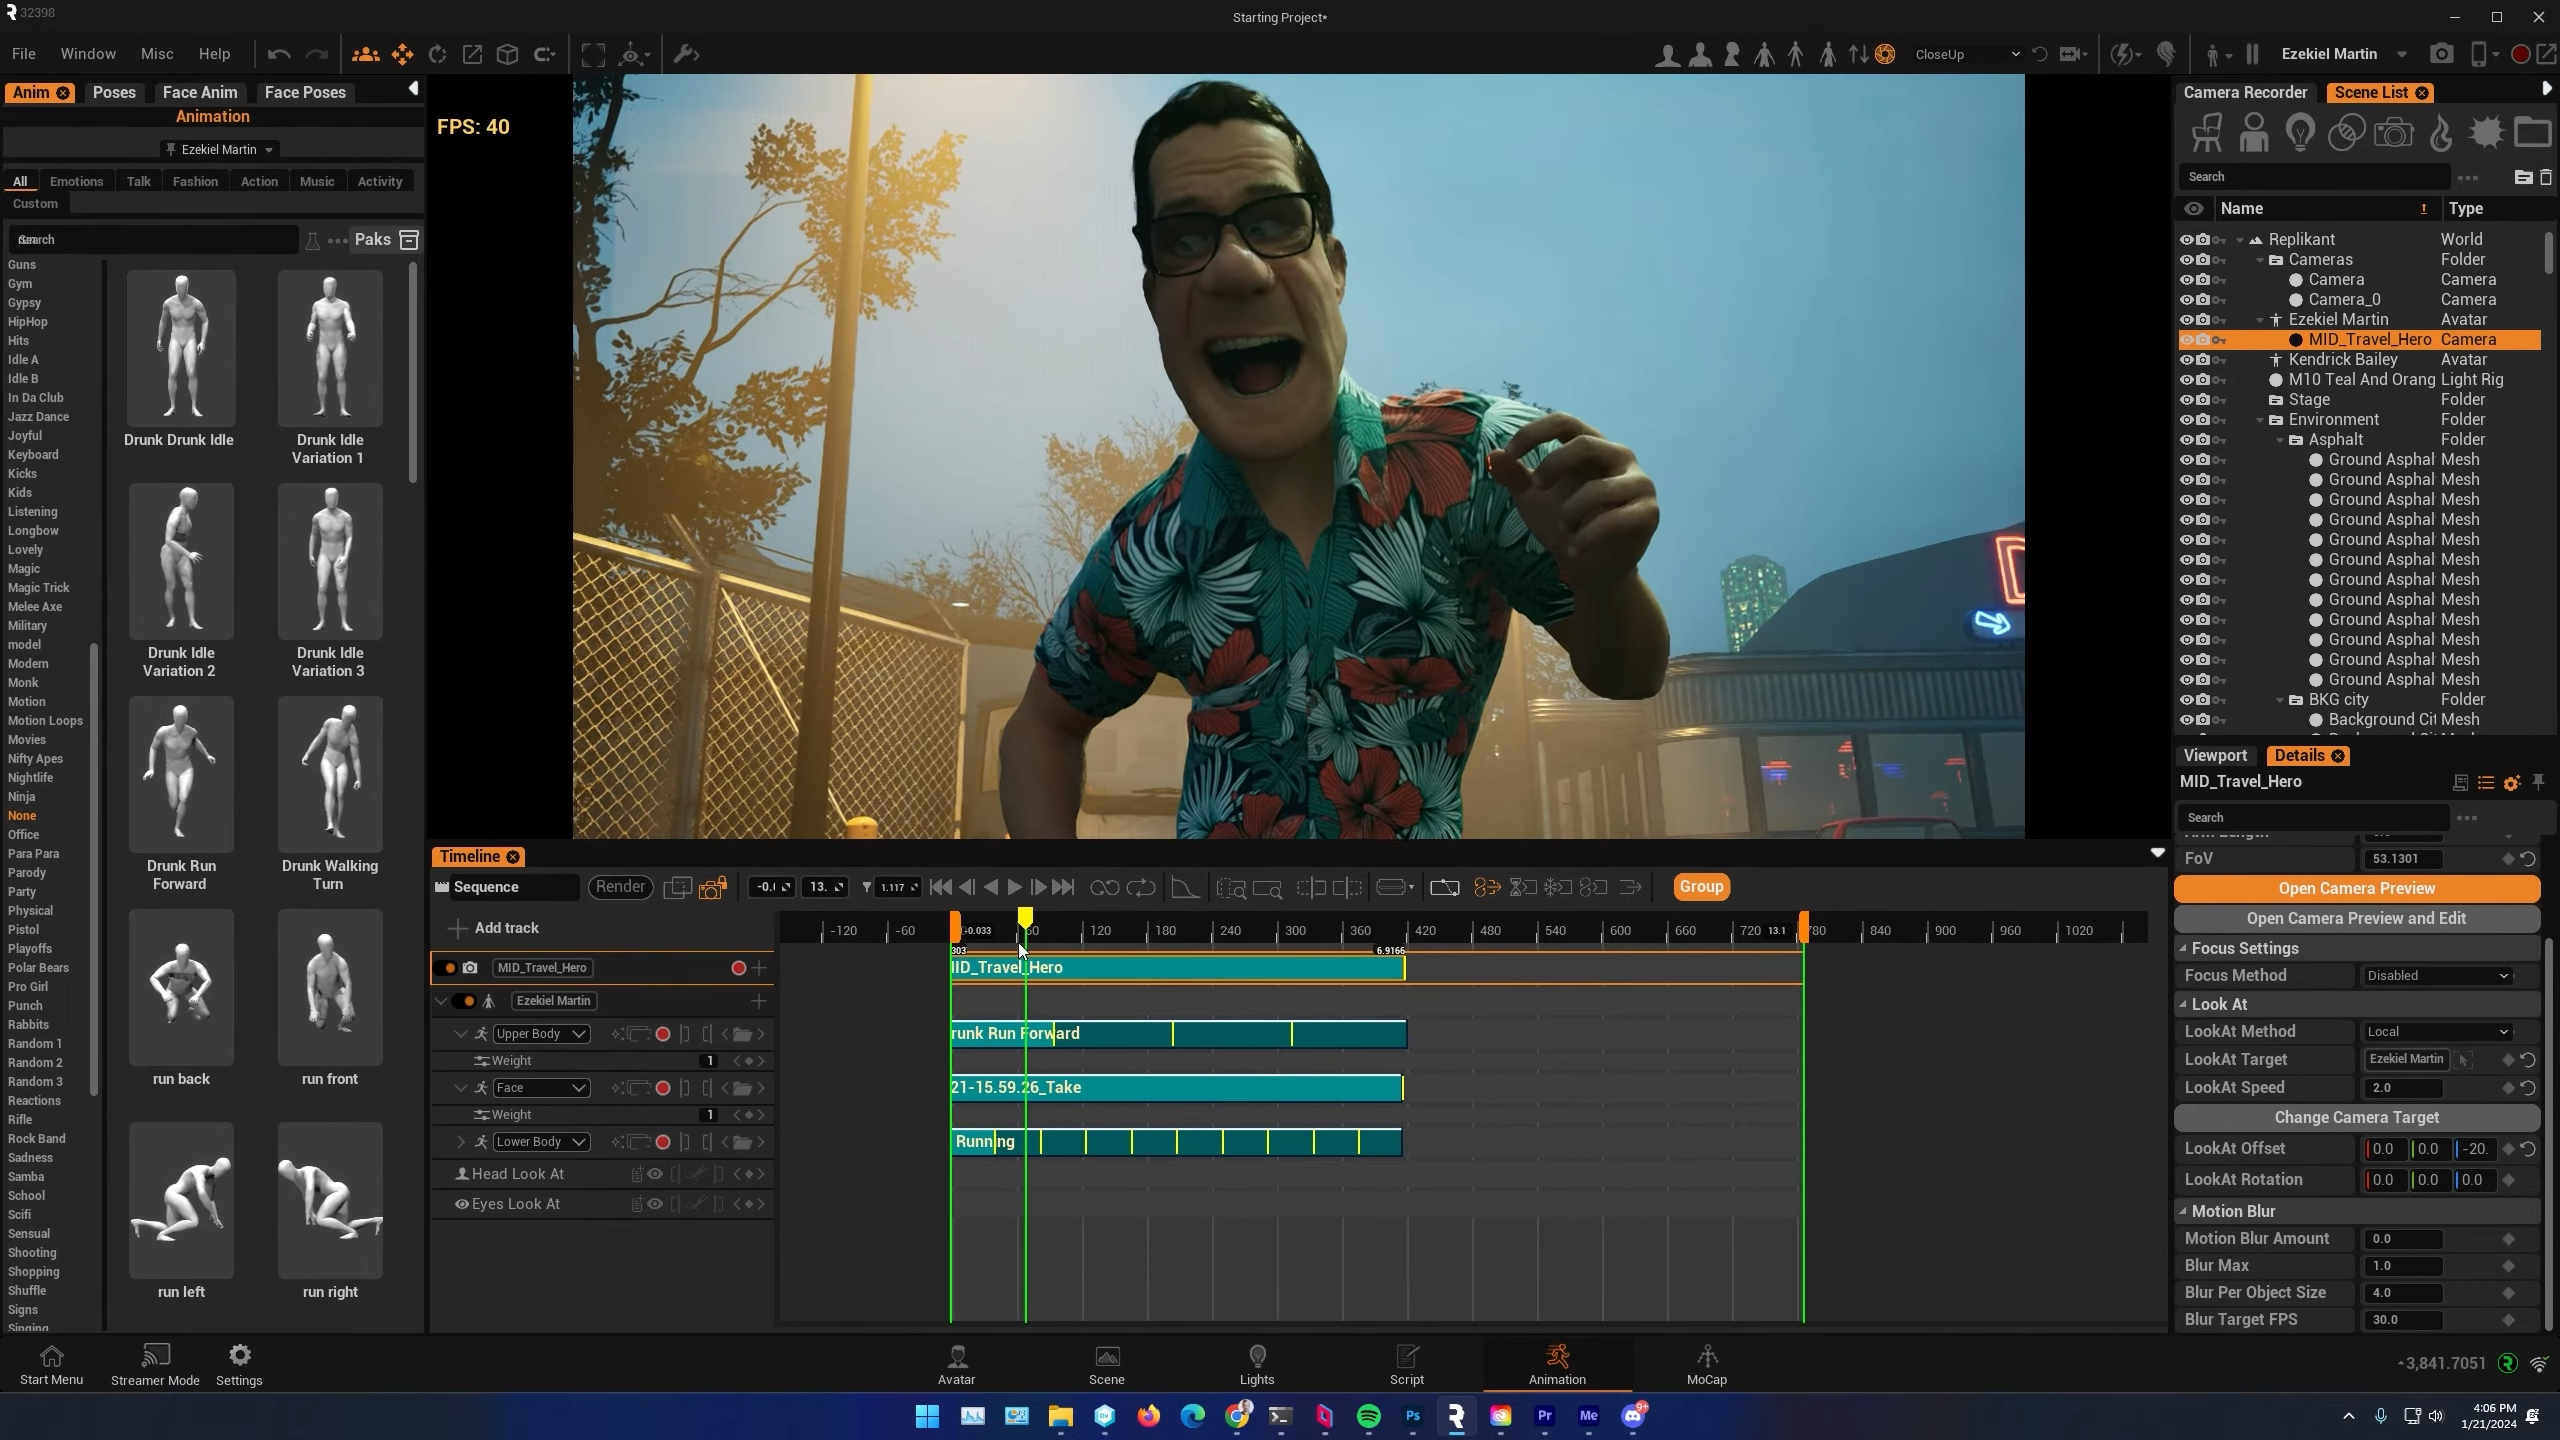 32398
Starting Project*
File Window Misc Help
CloseUp
Ezekiel Martin
Anim Poses Face Anim Face Poses
Animation
Ezekiel Martin
All Emotions Talk Fashion Action Music Activity
Custom
Search
Paks
Guns
Gym
Gypsy
HipHop
Hits
Idle A
Idle B
In Da Club
Jazz Dance
Joyful
Keyboard
Kicks
Kids
Listening
Longbow
Lovely
Magic
Magic Trick
Melee Axe
Military
model
Modern
Monk
Motion
Motion Loops
Movies
Nifty Apes
Nightlife
Ninja
None
Office
Para Para
Parody
Party
Physical
Pistol
Playoffs
Polar Bears
Pro Girl
Punch
Rabbits
Random 1
Random 2
Random 3
Reactions
Rifle
Rock Band
Sadness
Samba
School
Scifi
Sensual
Shooting
Shopping
Shuffle
Signs
Singing
Drunk Drunk Idle
Drunk Idle
Variation 1
Drunk Idle
Variation 2
Drunk Idle
Variation 3
Drunk Run
Forward
Drunk Walking
Turn
run back
run front
run left
run right
FPS: 40
Camera Recorder Scene List
Search
Name Type
Replikant World
Cameras Folder
Camera Camera
Camera_0 Camera
Ezekiel Martin Avatar
MID_Travel_Hero Camera
Kendrick Bailey Avatar
M10 Teal And Orang Light Rig
Stage Folder
Environment Folder
Asphalt Folder
Ground Asphal Mesh
Ground Asphal Mesh
Ground Asphal Mesh
Ground Asphal Mesh
Ground Asphal Mesh
Ground Asphal Mesh
Ground Asphal Mesh
Ground Asphal Mesh
Ground Asphal Mesh
Ground Asphal Mesh
Ground Asphal Mesh
Ground Asphal Mesh
BKG city Folder
Background Cit Mesh
Viewport Details
MID_Travel_Hero
Search
FoV 53.1301
Open Camera Preview
Open Camera Preview and Edit
Focus Settings
Focus Method Disabled
Look At
LookAt Method Local
LookAt Target Ezekiel Martin
LookAt Speed 2.0
Change Camera Target
LookAt Offset 0.0 0.0 -20.
LookAt Rotation 0.0 0.0 0.0
Motion Blur
Motion Blur Amount 0.0
Blur Max 1.0
Blur Per Object Size 4.0
Blur Target FPS 30.0
Timeline
Sequence Render 13. 1.117 Group
Add track
-120 -60 -0.033 60 120 180 240 300 360 420 480 540 600 660 720 13.1 780 840 900 960 1020
303 6.9166
MID_Travel_Hero
MID_Travel_Hero
Ezekiel Martin
Upper Body
runk Run Forward
Weight 1
Face
21-15.59.26_Take
Weight 1
Lower Body
Running
Head Look At
Eyes Look At
Start Menu Streamer Mode Settings
Avatar Scene Lights Script Animation MoCap
3,841.7051
Ps
Pr
Me
9+
4:06 PM
1/21/2024